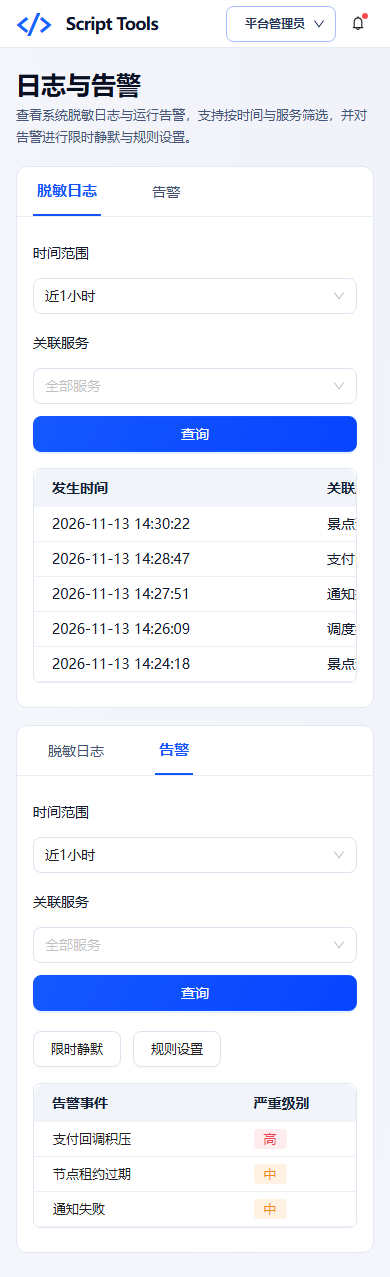 Script Tools
平台管理员
日志与告警
查看系统脱敏日志与运行告警，支持按时间与服务筛选，并对
告警进行限时静默与规则设置。
脱敏日志 告警
时间范围
近1小时
关联服务
全部服务
查询
发生时间 关联
2026-11-13 14:30:22 景点
2026-11-13 14:28:47 支付
2026-11-13 14:27:51 通知
2026-11-13 14:26:09 调度
2026-11-13 14:24:18 景点
脱敏日志 告警
时间范围
近1小时
关联服务
全部服务
查询
限时静默 规则设置
告警事件 严重级别
支付回调积压 高
节点租约过期 中
通知失败 中